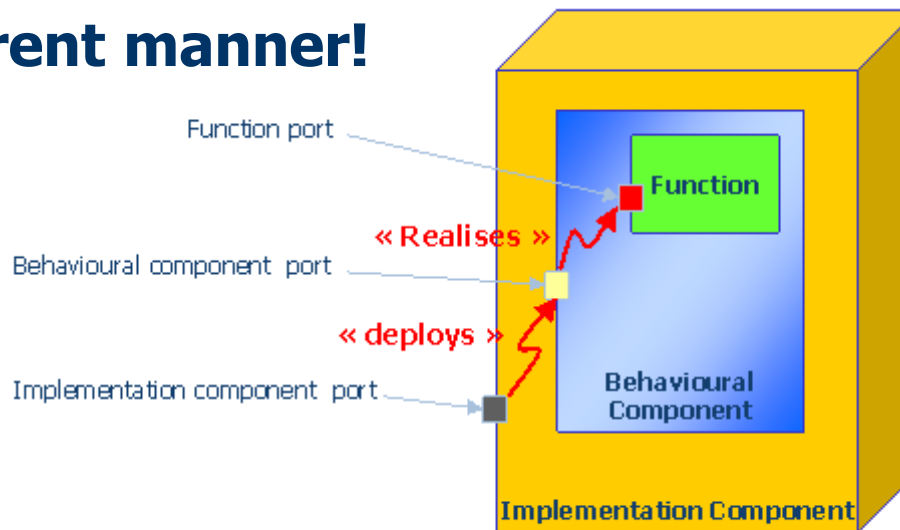 rent manner!
Function port
Function
« Realises »
Behavioural component port
« deploys »
Implementation component port
Behavioural
Component
Implementation Component